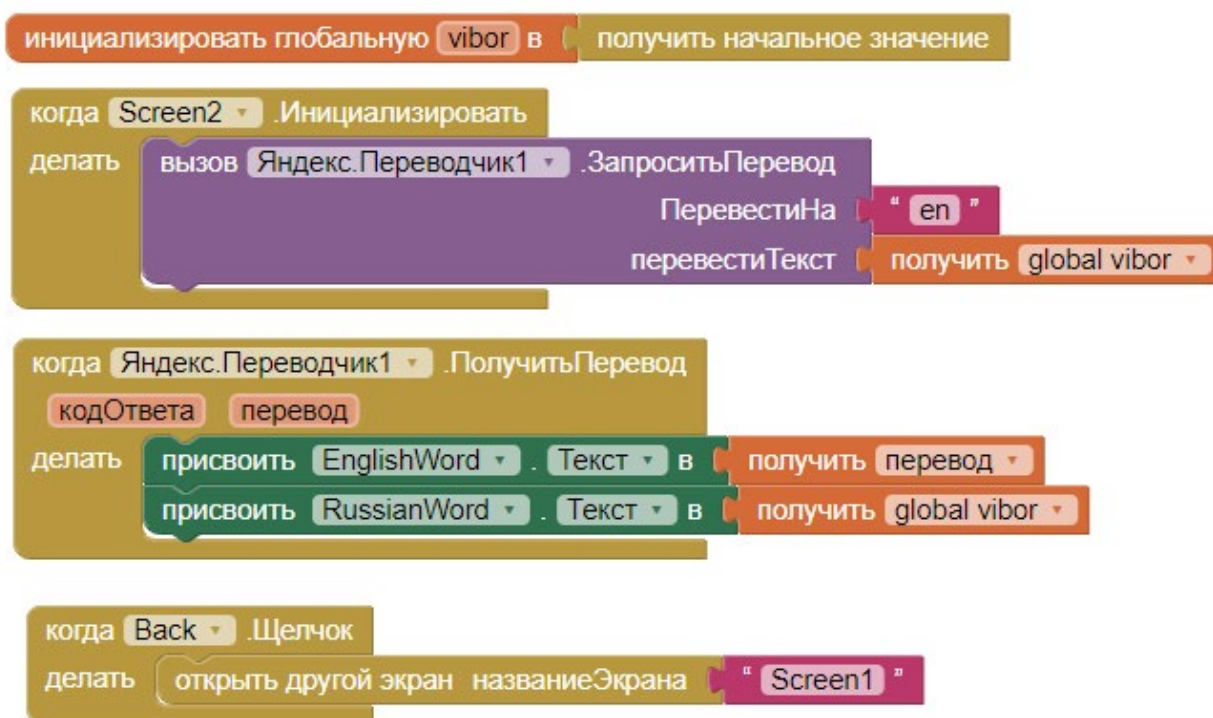 инициализировать глобальную vibor в получить начальное значение
когда Screen2 .Инициализировать
делать вызов Яндекс.Переводчик1 .ЗапроситьПеревод
ПеревестиНа " en "
перевестиТекст получить global vibor
когда Яндекс.Переводчик1 .ПолучитьПеревод
кодОтвета перевод
делать присвоить EnglishWord . Текст в получить перевод
присвоить RussianWord . Текст в получить global vibor
когда Back .Щелчок
делать открыть другой экран названиеЭкрана " Screen1 "